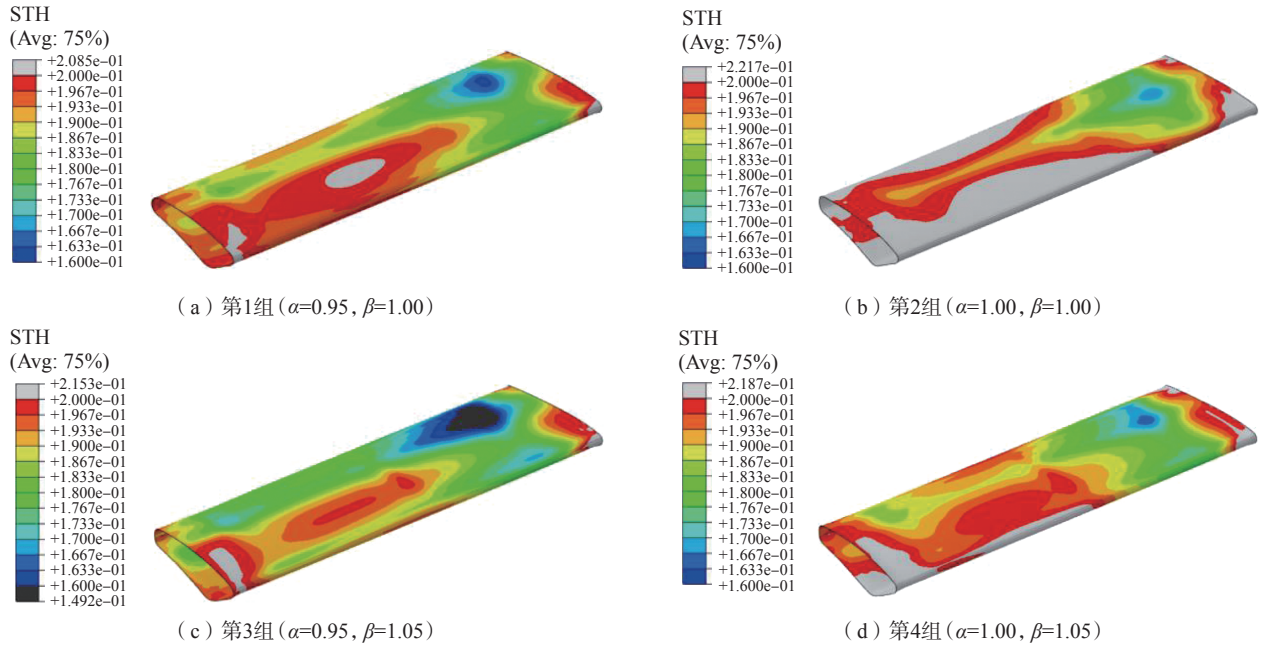 STH
(Avg: 75%)
+2.085e−01
+2.000e−01
+1.967e−01
+1.933e−01
+1.900e−01
+1.867e−01
+1.833e−01
+1.800e−01
+1.767e−01
+1.733e−01
+1.700e−01
+1.667e−01
+1.633e−01
+1.600e−01
(a)第1组(α=0.95, β=1.00)
STH
(Avg: 75%)
+2.217e−01
+2.000e−01
+1.967e−01
+1.933e−01
+1.900e−01
+1.867e−01
+1.833e−01
+1.800e−01
+1.767e−01
+1.733e−01
+1.700e−01
+1.667e−01
+1.633e−01
+1.600e−01
(b)第2组(α=1.00, β=1.00)
STH
(Avg: 75%)
+2.153e−01
+2.000e−01
+1.967e−01
+1.933e−01
+1.900e−01
+1.867e−01
+1.833e−01
+1.800e−01
+1.767e−01
+1.733e−01
+1.700e−01
+1.667e−01
+1.633e−01
+1.600e−01
+1.492e−01
(c)第3组(α=0.95, β=1.05)
STH
(Avg: 75%)
+2.187e−01
+2.000e−01
+1.967e−01
+1.933e−01
+1.900e−01
+1.867e−01
+1.833e−01
+1.800e−01
+1.767e−01
+1.733e−01
+1.700e−01
+1.667e−01
+1.633e−01
+1.600e−01
(d)第4组(α=1.00, β=1.05)